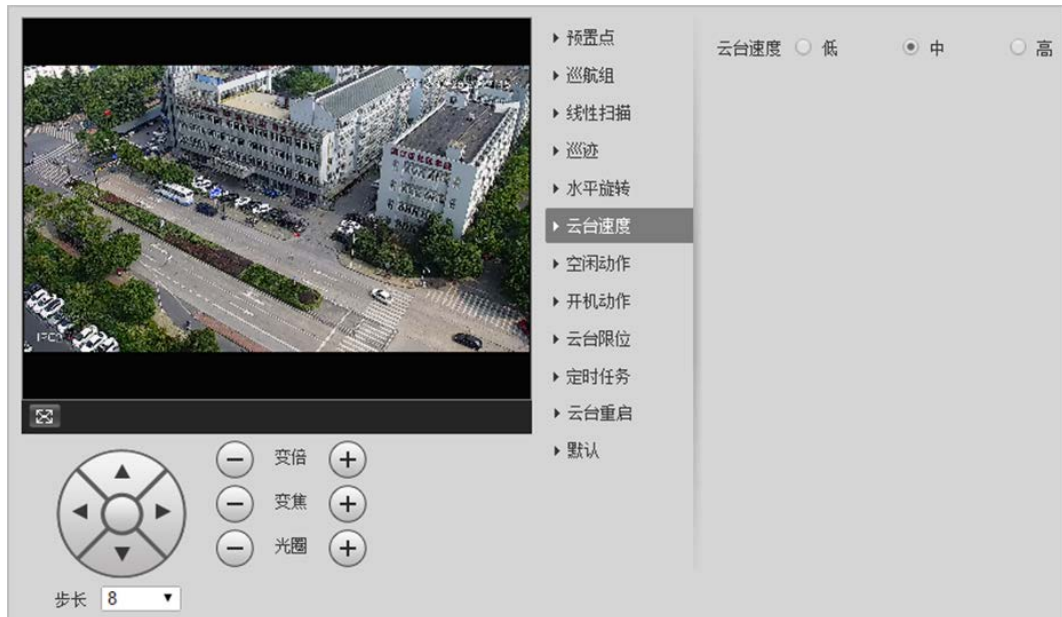 预置点
巡航组
线性扫描
巡迹
水平旋转
云台速度
空闲动作
开机动作
云台限位
定时任务
云台重启
默认
云台速度 低 中 高
变倍
变焦
光圈
步长 8